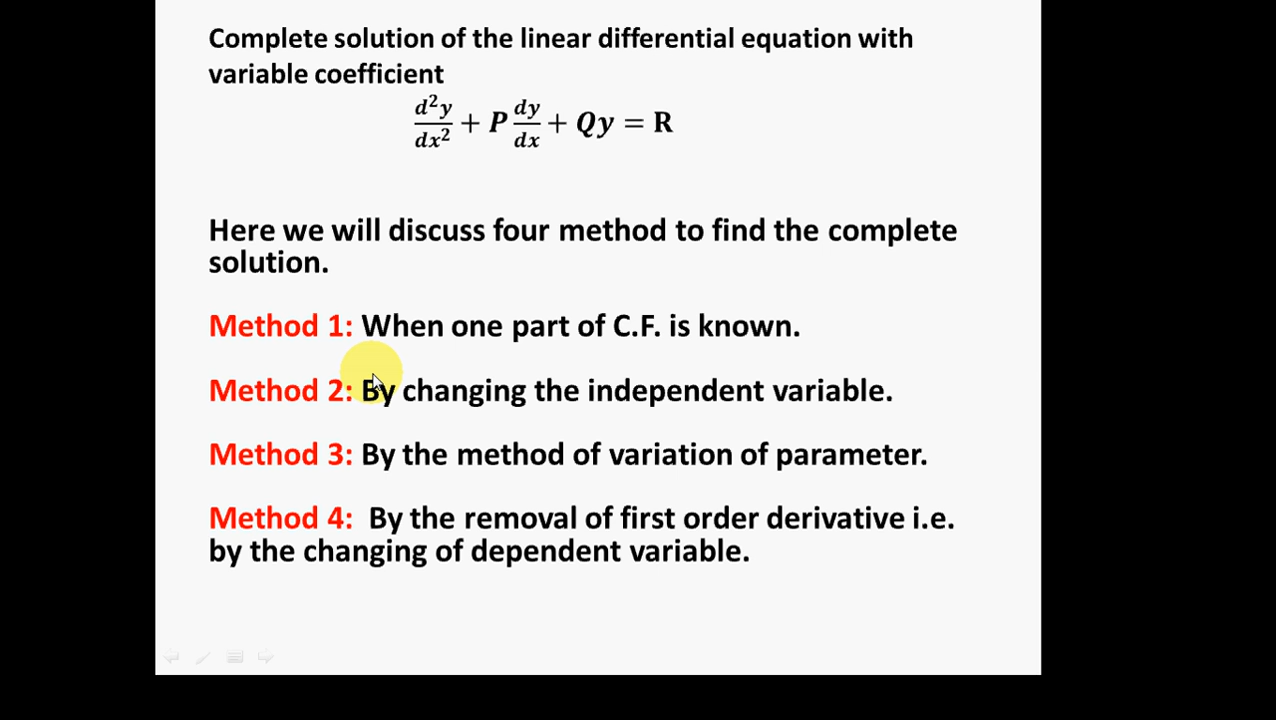 Complete solution of the linear differential equation with
variable coefficient
d²y/dx² + P dy/dx + Qy = R
Here we will discuss four method to find the complete
solution.
Method 1: When one part of C.F. is known.
Method 2: By changing the independent variable.
Method 3: By the method of variation of parameter.
Method 4: By the removal of first order derivative i.e.
by the changing of dependent variable.